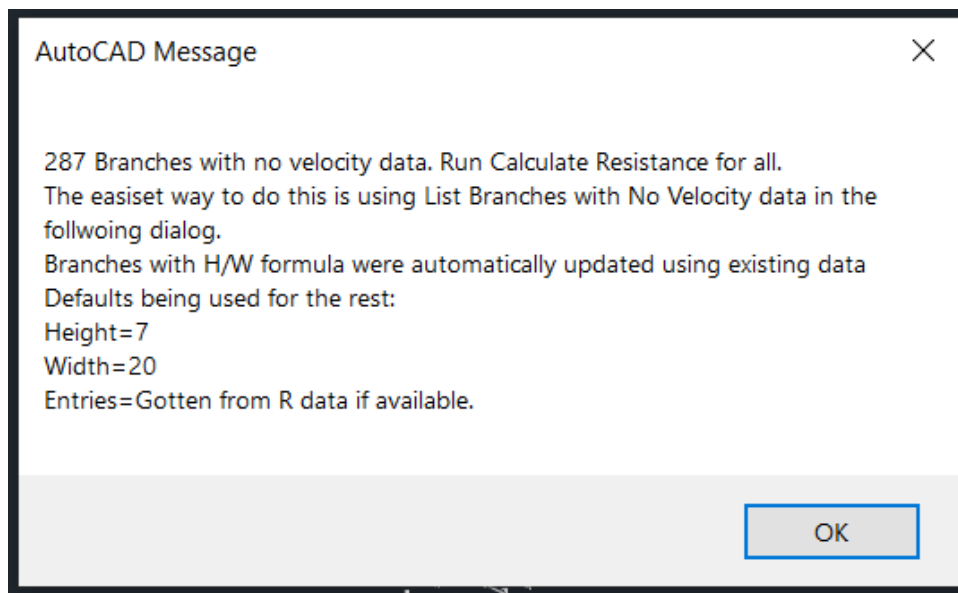 AutoCAD Message
287 Branches with no velocity data. Run Calculate Resistance for all.
The easiset way to do this is using List Branches with No Velocity data in the
follwoing dialog.
Branches with H/W formula were automatically updated using existing data
Defaults being used for the rest:
Height=7
Width=20
Entries=Gotten from R data if available.
OK